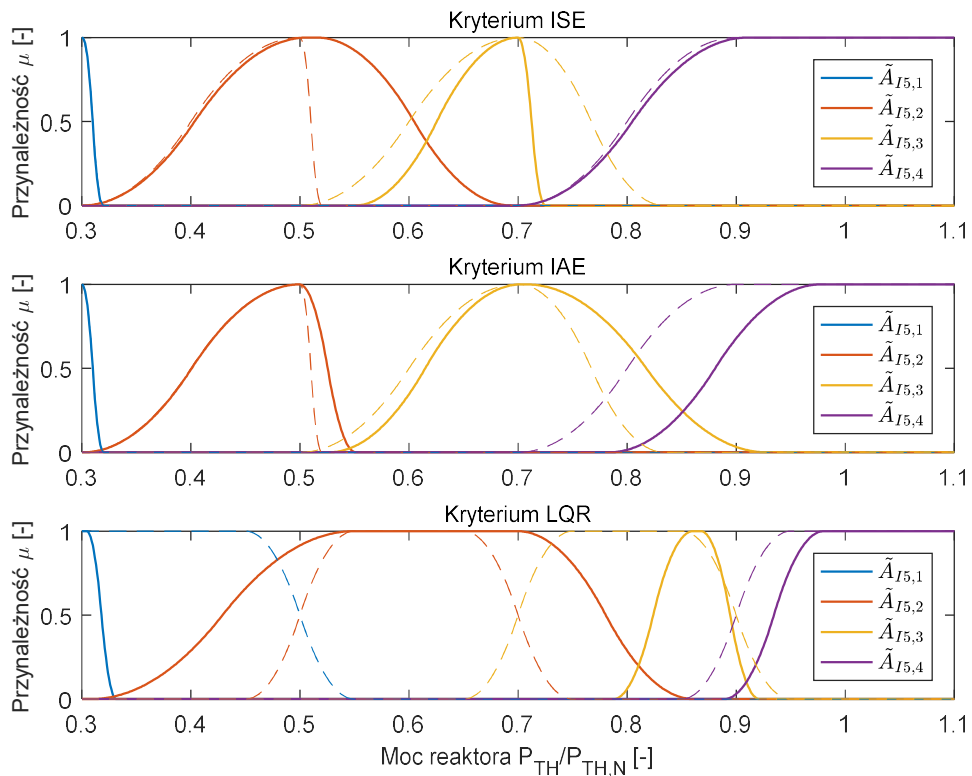 Kryterium ISE
Przynależność μ [-]
1
0.5
0
Ã_{I5,1}
Ã_{I5,2}
Ã_{I5,3}
Ã_{I5,4}
0.3 0.4 0.5 0.6 0.7 0.8 0.9 1 1.1
Kryterium IAE
Przynależność μ [-]
1
0.5
0
Ã_{I5,1}
Ã_{I5,2}
Ã_{I5,3}
Ã_{I5,4}
0.3 0.4 0.5 0.6 0.7 0.8 0.9 1 1.1
Kryterium LQR
Przynależność μ [-]
1
0.5
0
Ã_{I5,1}
Ã_{I5,2}
Ã_{I5,3}
Ã_{I5,4}
0.3 0.4 0.5 0.6 0.7 0.8 0.9 1 1.1
Moc reaktora P_{TH}/P_{TH,N} [-]